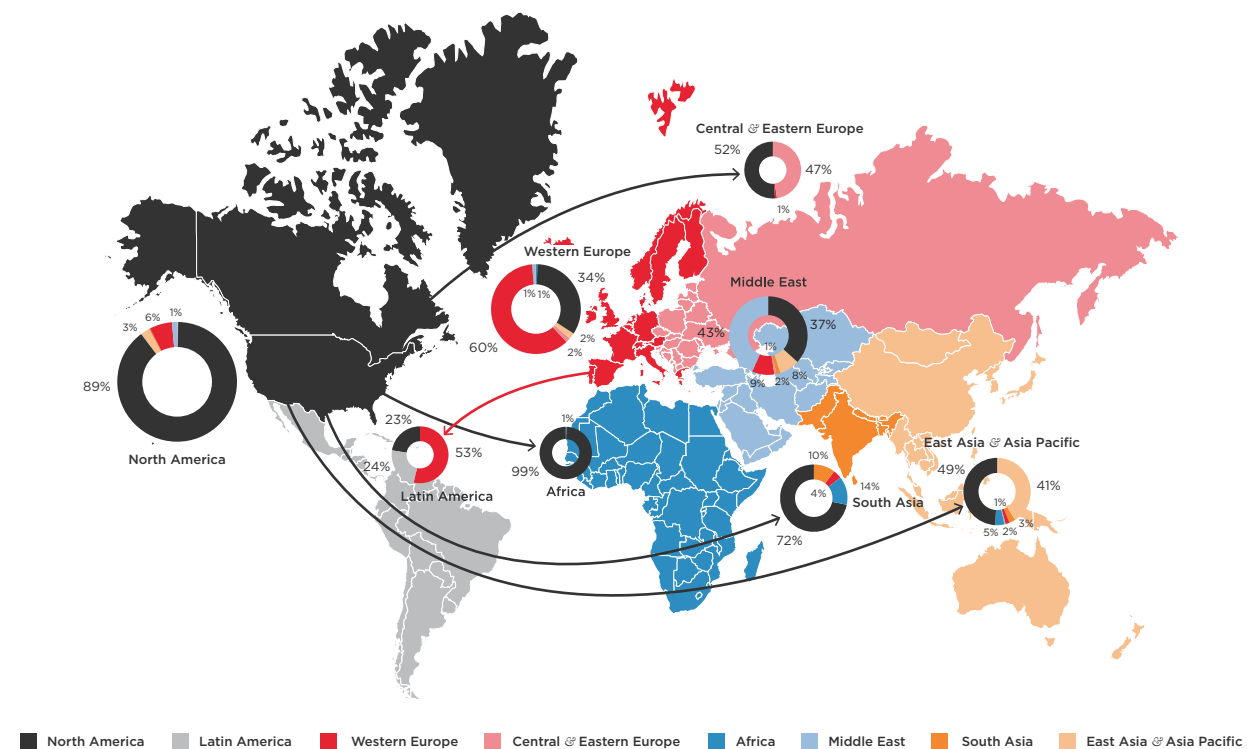 Central & Eastern Europe
52%
47%
1%
Western Europe
34%
1% 1%
60%
2%
2%
Middle East
43%
37%
1%
9%
2%
8%
3%
6%
1%
89%
North America
23%
24%
53%
Latin America
1%
99%
Africa
10%
14%
4%
South Asia
72%
East Asia & Asia Pacific
49%
41%
1%
5%
2%
3%
North America
Latin America
Western Europe
Central & Eastern Europe
Africa
Middle East
South Asia
East Asia & Asia Pacific